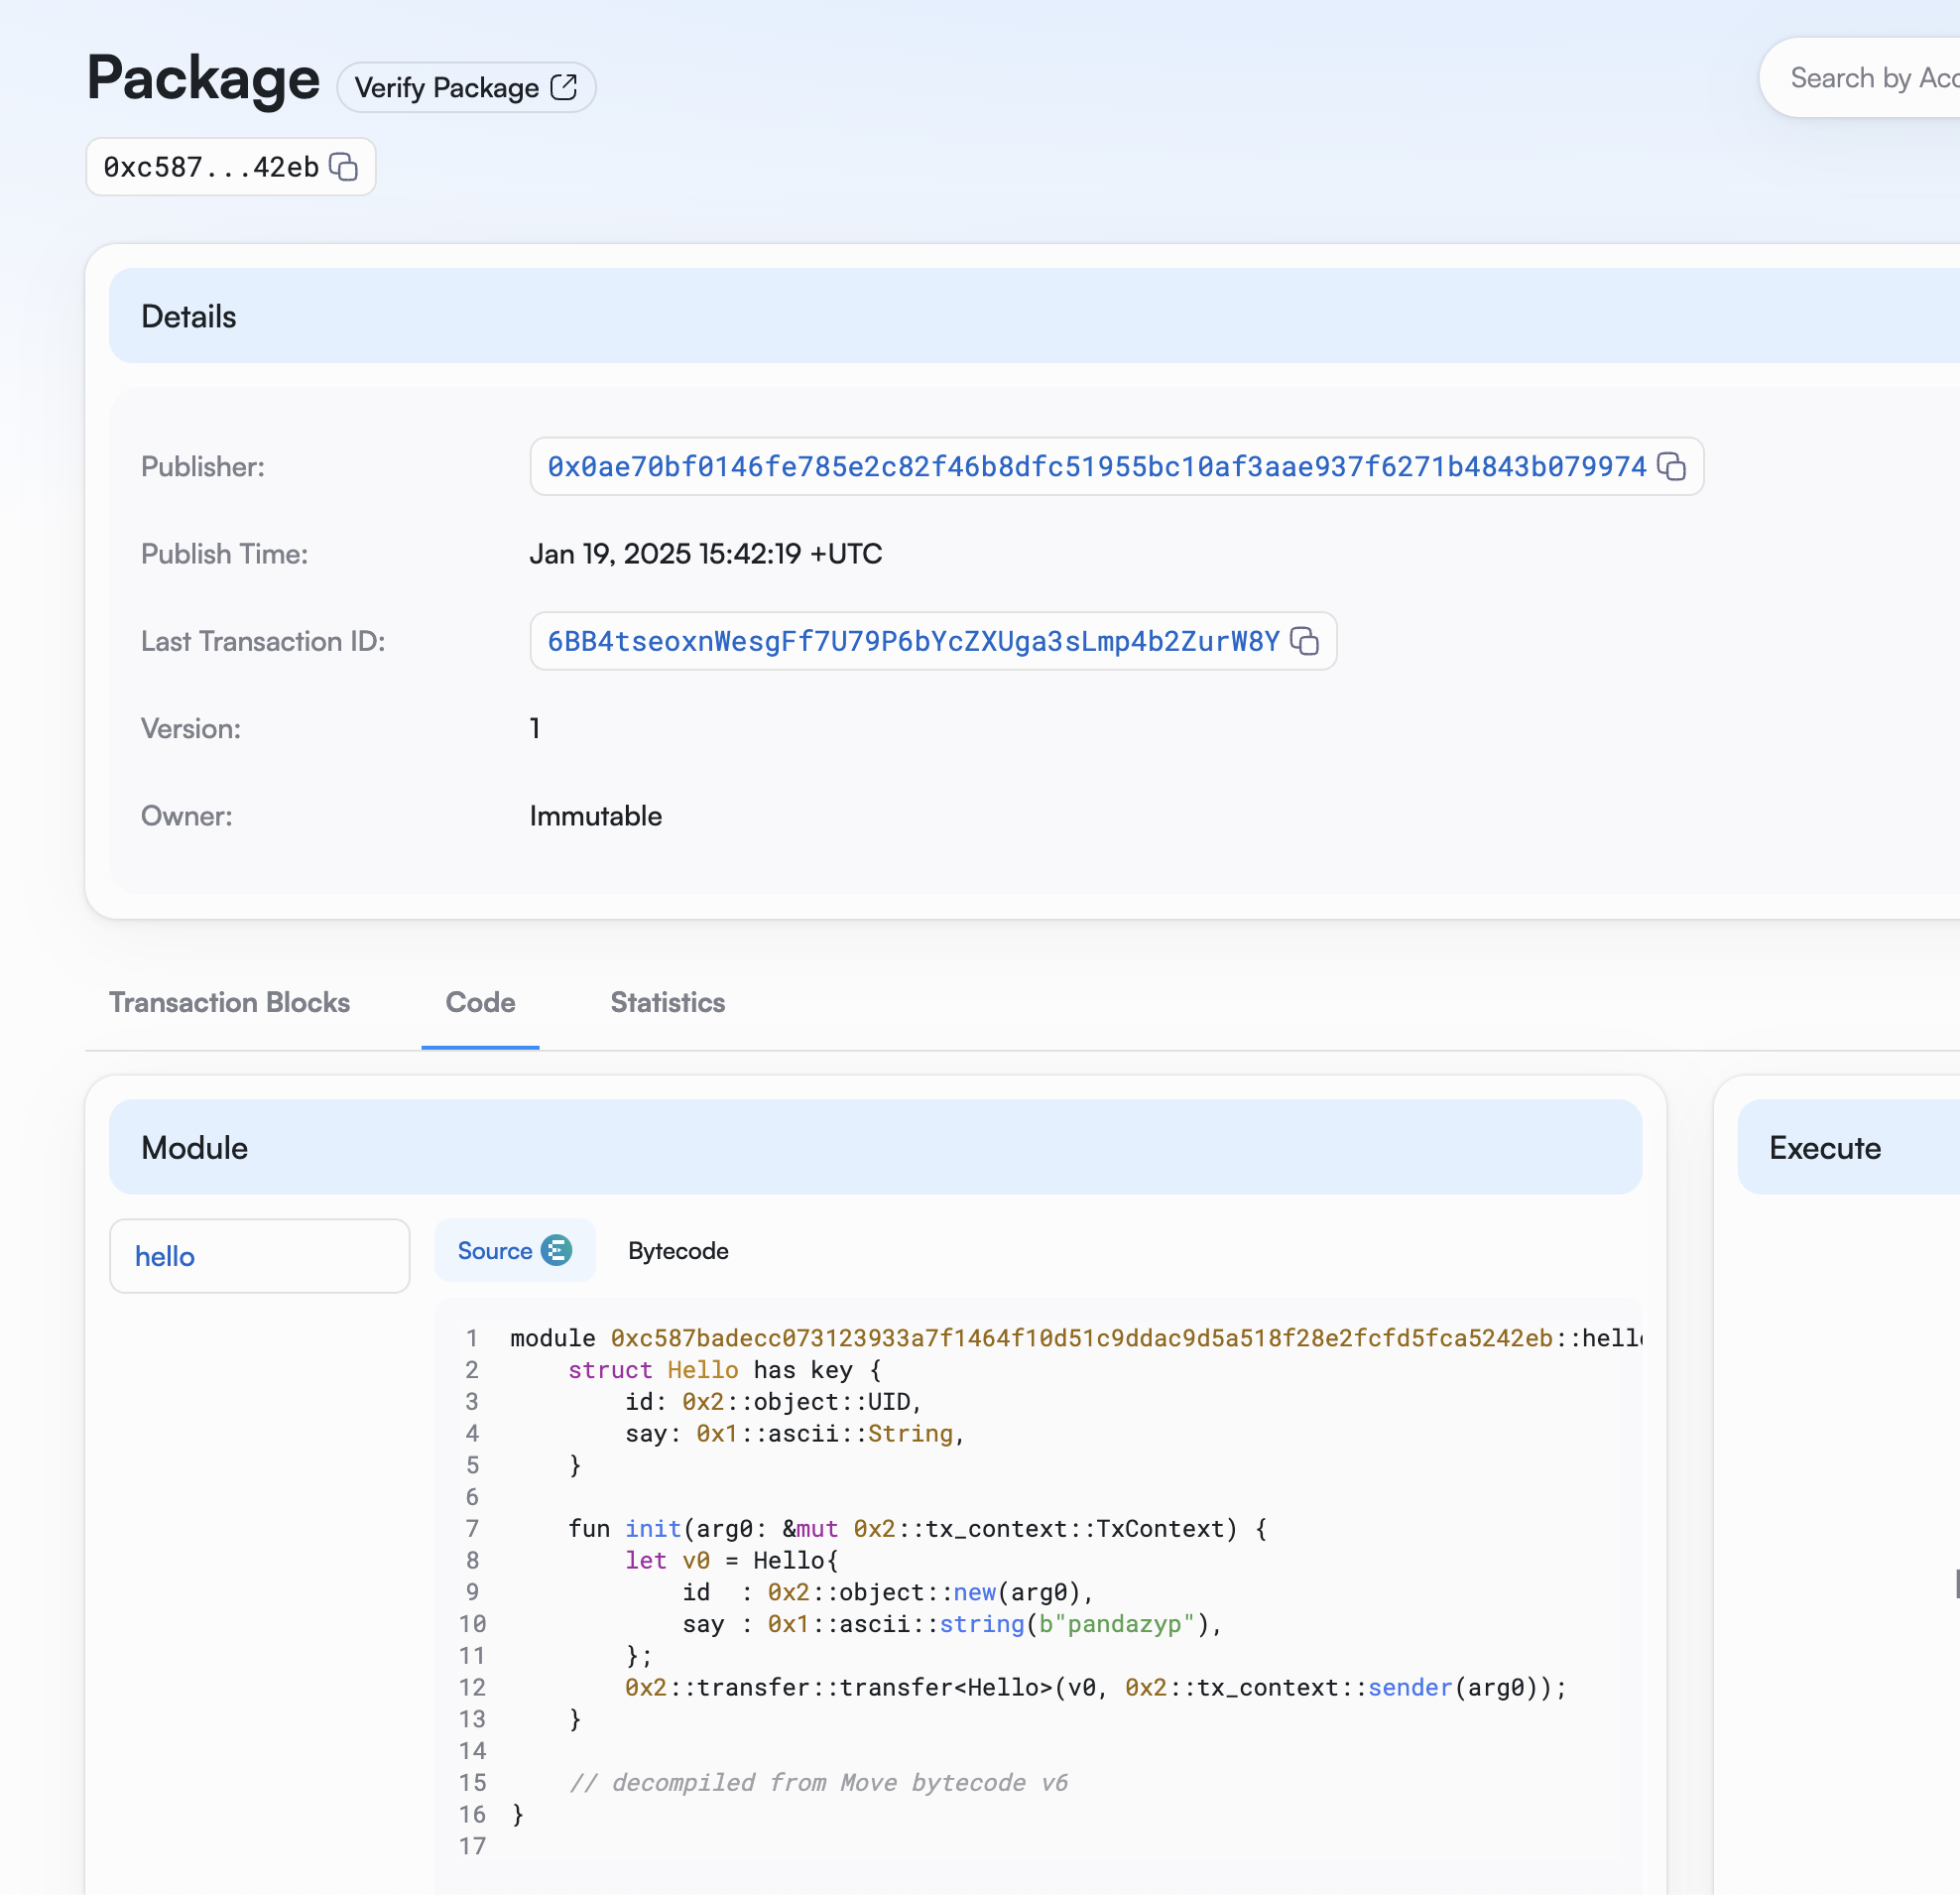 Package
Verify Package
Search by Acc
0xc587...42eb
Details
Publisher:
0x0ae70bf0146fe785e2c82f46b8dfc51955bc10af3aae937f6271b4843b079974
Publish Time:
Jan 19, 2025 15:42:19 +UTC
Last Transaction ID:
6BB4tseoxnWesgFf7U79P6bYcZXUga3sLmp4b2ZurW8Y
Version:
1
Owner:
Immutable
Transaction Blocks
Code
Statistics
Module
Execute
hello
Source
Bytecode
1 module 0xc587badecc073123933a7f1464f10d51c9ddac9d5a518f28e2fcfd5fca5242eb::hello
2     struct Hello has key {
3         id: 0x2::object::UID,
4         say: 0x1::ascii::String,
5     }
6
7     fun init(arg0: &mut 0x2::tx_context::TxContext) {
8         let v0 = Hello{
9             id  : 0x2::object::new(arg0),
10             say : 0x1::ascii::string(b"pandazyp"),
11         };
12         0x2::transfer::transfer<Hello>(v0, 0x2::tx_context::sender(arg0));
13     }
14
15     // decompiled from Move bytecode v6
16 }
17